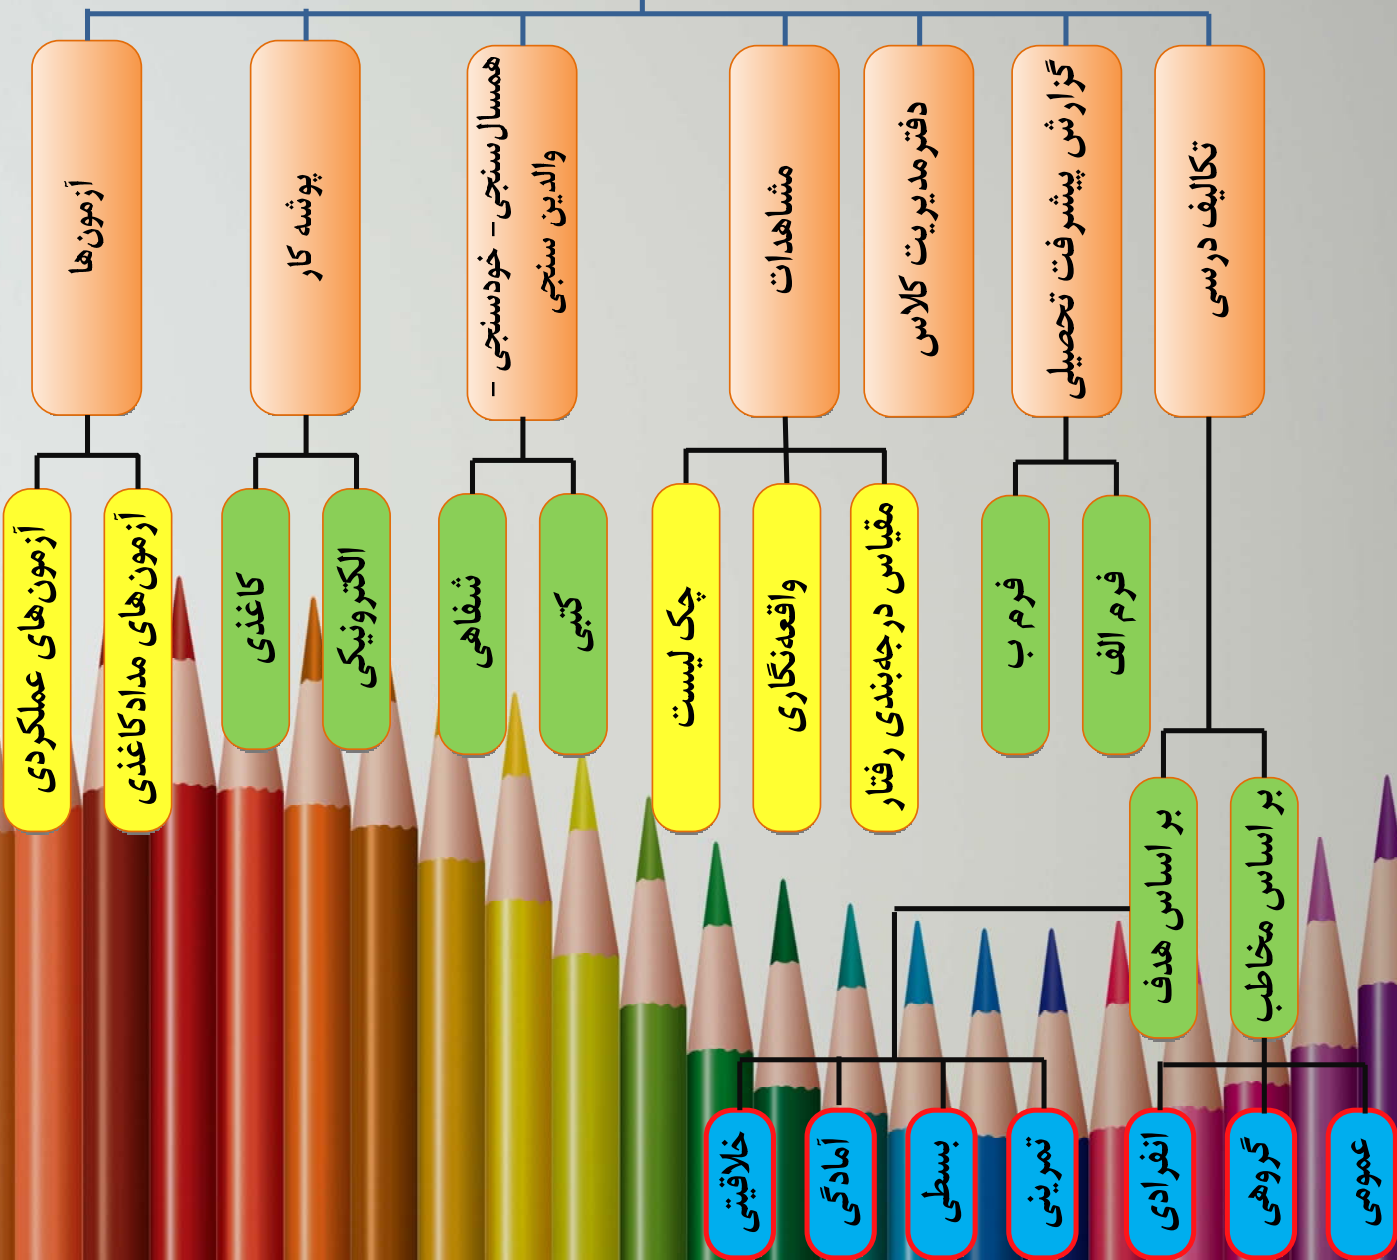 تکالیف درسی
گزارش پیشرفت تحصیلی
دفترمدیریت کلاس
مشاهدات
همسال‌سنجی- خودسنجی -
والدین سنجی
پوشه کار
آزمون‌ها
فرم الف
فرم ب
مقیاس درجه‌بندی رفتار
واقعه‌نگاری
چک لیست
کتبی
شفاهی
الکترونیکی
کاغذی
آزمون‌های مدادکاغذی
آزمون‌های عملکردی
بر اساس مخاطب
بر اساس هدف
عمومی
گروهی
انفرادی
تمرینی
بسطی
آمادگی
خلاقیتی